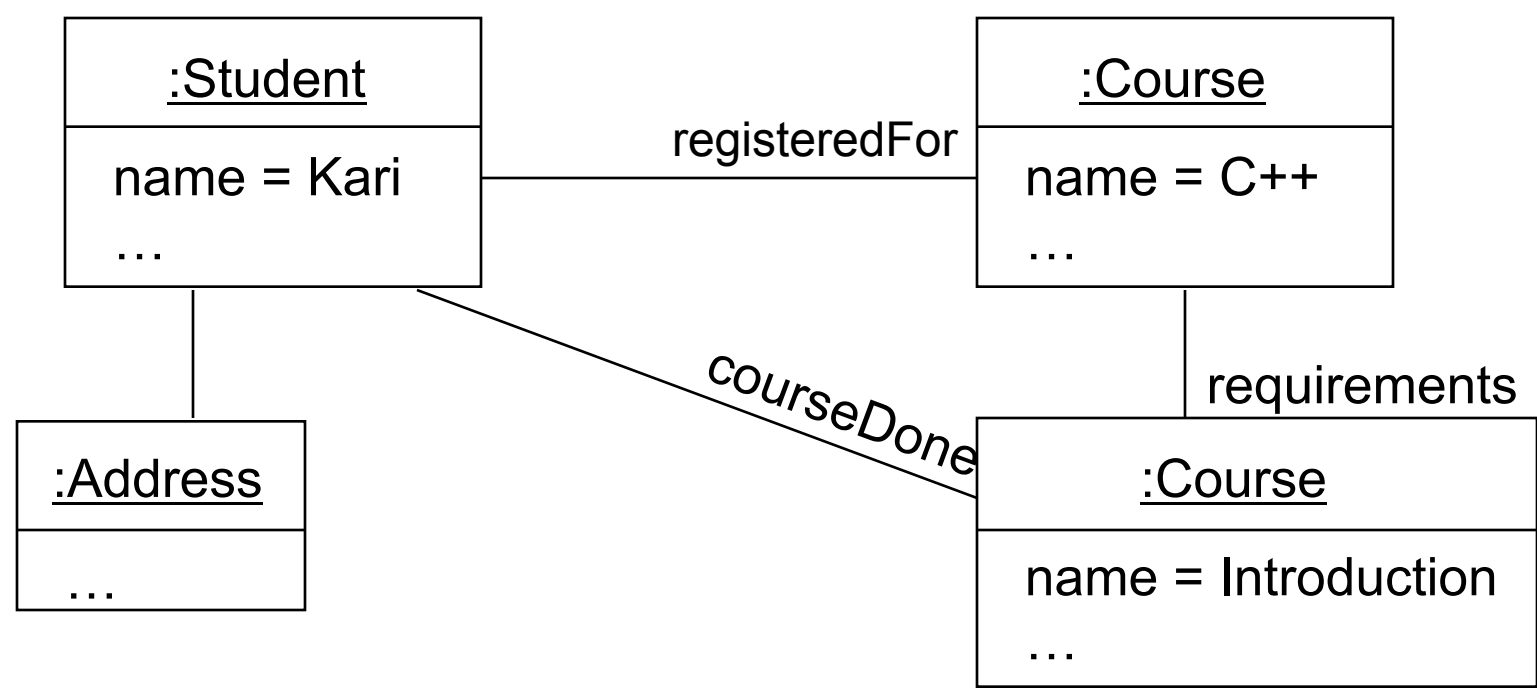 :Student
name = Kari
…
registeredFor
:Course
name = C++
…
courseDone
requirements
:Address
…
:Course
name = Introduction
…